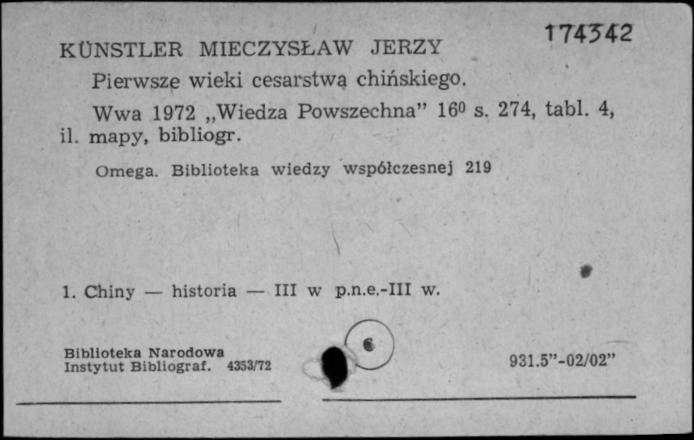 174342
KÜNSTLER MIECZYSŁAW JERZY
Pierwsze wieki cesarstwa chińskiego.
Wwa 1972 „Wiedza Powszechna” 16⁰ s. 274, tabl. 4,
il. mapy, bibliogr.
Omega. Biblioteka wiedzy współczesnej 219
1. Chiny — historia — III w p.n.e.-III w.
6
Biblioteka Narodowa
Instytut Bibliograf. 4353/72
931.5”-02/02”